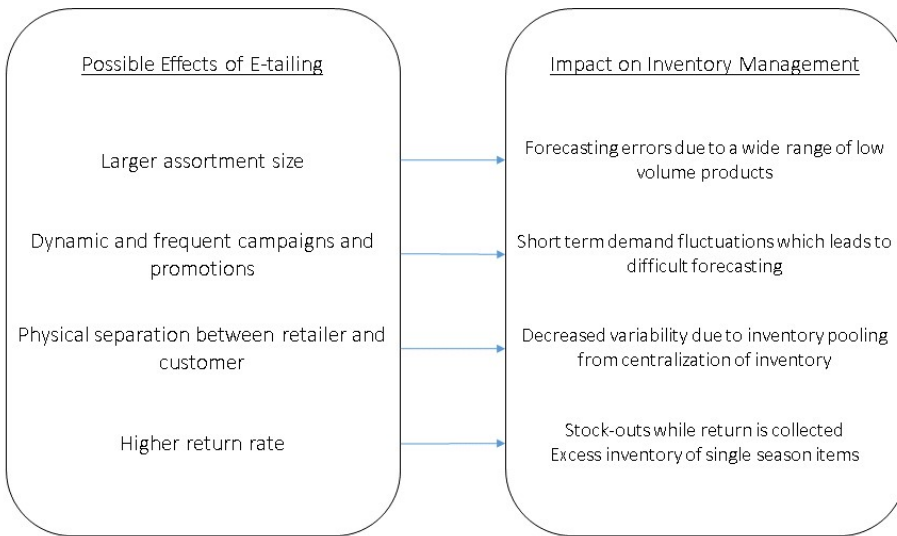 Possible Effects of E-tailing
Larger assortment size
Dynamic and frequent campaigns and
promotions
Physical separation between retailer and
customer
Higher return rate
Impact on Inventory Management
Forecasting errors due to a wide range of low
volume products
Short term demand fluctuations which leads to
difficult forecasting
Decreased variability due to inventory pooling
from centralization of inventory
Stock-outs while return is collected
Excess inventory of single season items